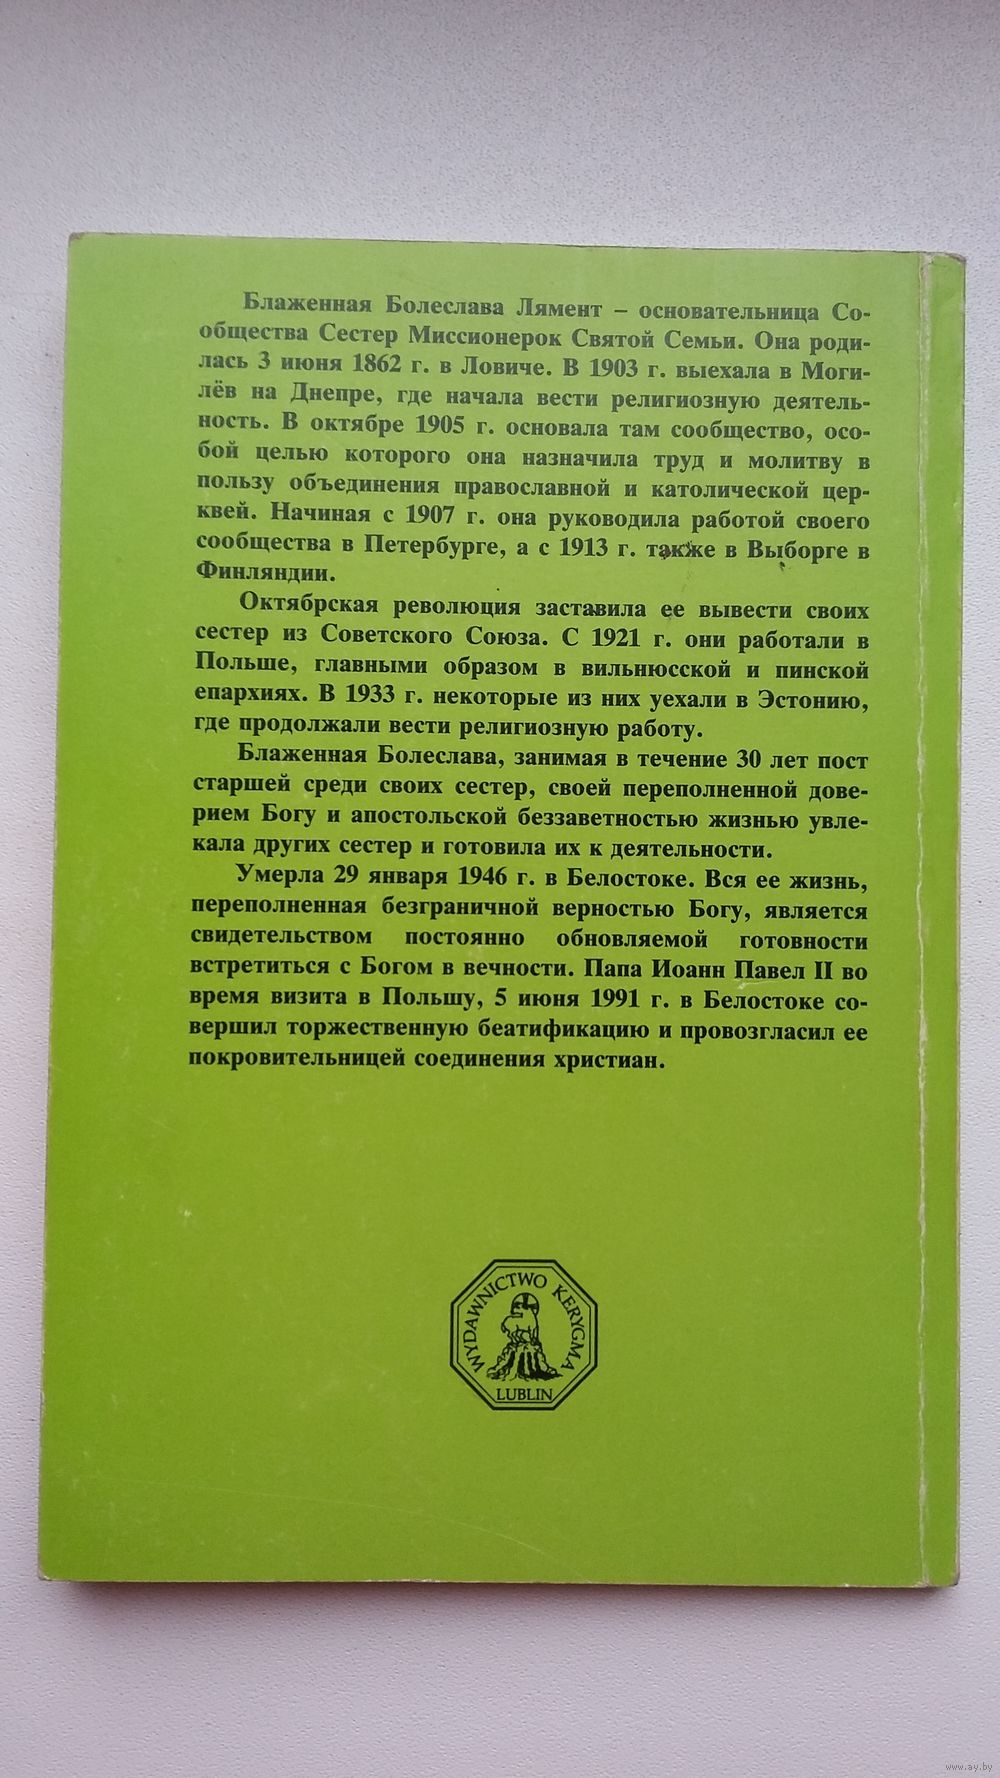 Блаженная Болеслава Лямент – основательница Со-
общества Сестер Миссионерок Святой Семьи. Она роди-
лась 3 июня 1862 г. в Ловиче. В 1903 г. выехала в Моги-
лёв на Днепре, где начала вести религиозную деятель-
ность. В октябре 1905 г. основала там сообщество, осо-
бой целью которого она назначила труд и молитву в
пользу объединения православной и католической цер-
квей. Начиная с 1907 г. она руководила работой своего
сообщества в Петербурге, а с 1913 г. также в Выборге в
Финляндии.
Октябрская революция заставила ее вывести своих
сестер из Советского Союза. С 1921 г. они работали в
Польше, главными образом в вильнюсской и пинской
епархиях. В 1933 г. некоторые из них уехали в Эстонию,
где продолжали вести религиозную работу.
Блаженная Болеслава, занимая в течение 30 лет пост
старшей среди своих сестер, своей переполненной дове-
рием Богу и апостольской беззаветностью жизнью увле-
кала других сестер и готовила их к деятельности.
Умерла 29 января 1946 г. в Белостоке. Вся ее жизнь,
переполненная безграничной верностью Богу, является
свидетельством постоянно обновляемой готовности
встретиться с Богом в вечности. Папа Иоанн Павел II во
время визита в Польшу, 5 июня 1991 г. в Белостоке со-
вершил торжественную беатификацию и провозгласил ее
покровительницей соединения христиан.
WYDAWNICTWO KERYGMA
LUBLIN
www.ay.by